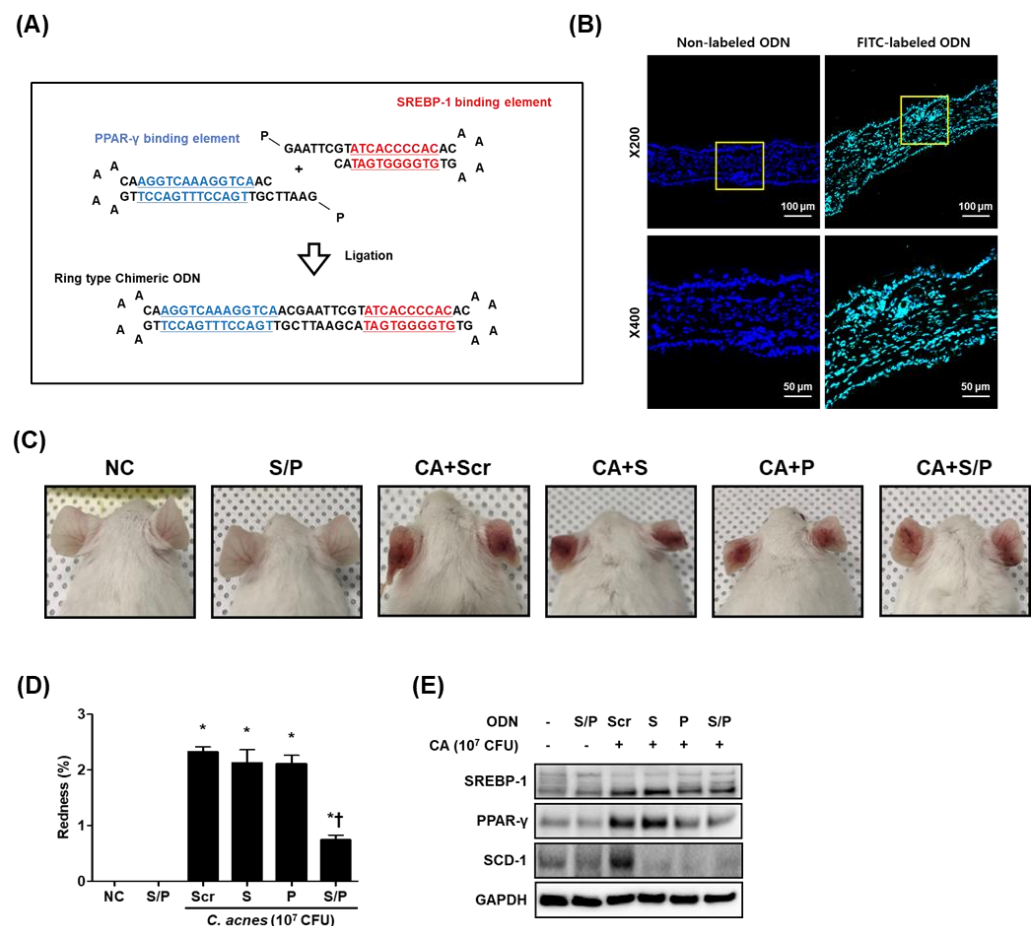 (A)
SREBP-1 binding element
PPAR-γ binding element
P
GAATTCGTATCACCCCACAC
CATAGTGGGGTGTG
A
A
A
A
+
A
A
A
A
CAAGGTCAAAGGTCAAC
GTTCCAGTTTCCAGTTGCTTAAG
P
Ligation
Ring type Chimeric ODN
A
A
A
A
CAAGGTCAAAGGTCAACGAATTCGTATCACCCCACAC
GTTCCAGTTTCCAGTTGCTTAAGCATAGTGGGGTGTG
A
A
A
A
(B)
Non-labeled ODN FITC-labeled ODN
X200
100 µm 100 µm
X400
50 µm 50 µm
(C)
NC S/P CA+Scr CA+S CA+P CA+S/P
(D)
Redness (%)
3
2
1
0
* * * *†
NC S/P Scr S P S/P
C. acnes (10⁷ CFU)
(E)
ODN - S/P Scr S P S/P
CA (10⁷ CFU) - - + + + +
SREBP-1
PPAR-γ
SCD-1
GAPDH